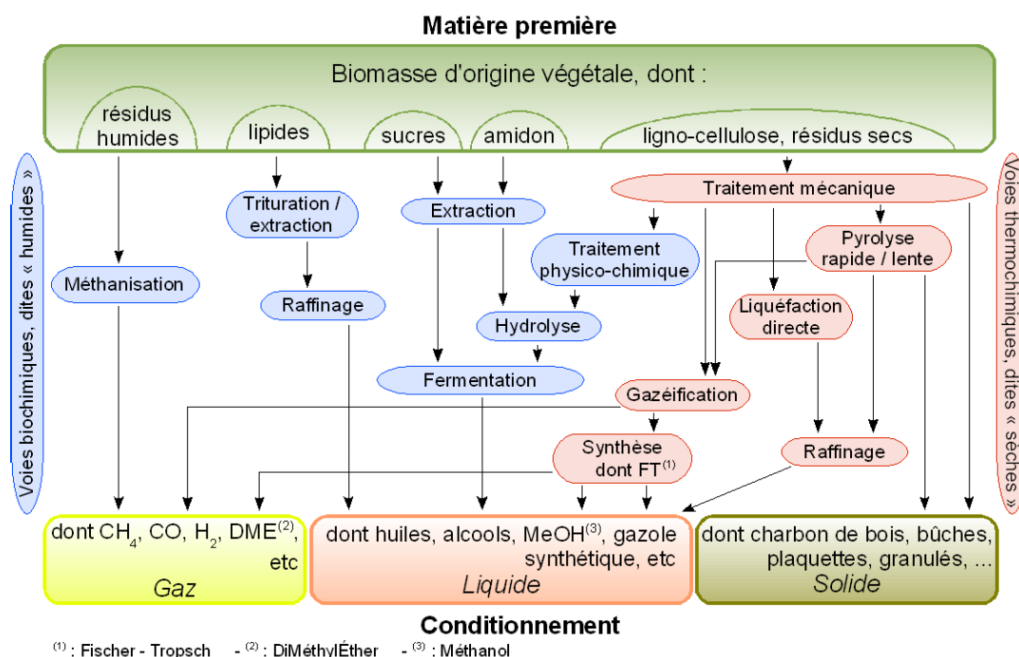 Matière première
Biomasse d'origine végétale, dont :
résidus
humides
lipides
sucres
amidon
ligno-cellulose, résidus secs
Voies biochimiques, dites « humides »
Voies thermochimiques, dites « sèches »
Traitement mécanique
Trituration /
extraction
Extraction
Traitement
physico-chimique
Pyrolyse
rapide / lente
Méthanisation
Raffinage
Hydrolyse
Liquéfaction
directe
Fermentation
Gazéification
Synthèse
dont FT(1)
Raffinage
dont CH4, CO, H2, DME(2),
etc
Gaz
dont huiles, alcools, MeOH(3), gazole
synthétique, etc
Liquide
dont charbon de bois, bûches,
plaquettes, granulés, ...
Solide
Conditionnement
(1) : Fischer - Tropsch - (2) : DiMéthylÉther - (3) : Méthanol